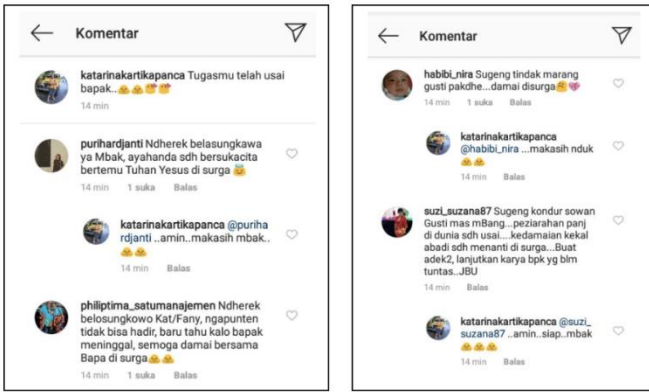 Komentar
katarinakartikapanca Tugasmu telah usai
bapak..🙏🙏💐💐
14 min
purihardjanti Ndherek belasungkawa
ya Mbak, ayahanda sdh bersukacita
bertemu Tuhan Yesus di surga 😇
14 min 1 suka Balas
katarinakartikapanca @puriha
rdjanti ..amin..makasih mbak..
🙏🙏
14 min Balas
philiptima_satumanajemen Ndherek
belosungkowo Kat/Fany, ngapunten
tidak bisa hadir, baru tahu kalo bapak
meninggal, semoga damai bersama
Bapa di surga🙏🙏
14 min 1 suka Balas
Komentar
habibi_nira Sugeng tindak marang
gusti pakdhe...damai disurga🤗💖
14 min 1 suka Balas
katarinakartikapanca
@habibi_nira ...makasih nduk
🙏🙏
14 min Balas
suzi_suzana87 Sugeng kondur sowan
Gusti mas mBang...peziarahan panj
di dunia sdh usai....kedamaian kekal
abadi sdh menanti di surga...Buat
adek2, lanjutkan karya bpk yg blm
tuntas..JBU
14 min Balas
katarinakartikapanca @suzi_
suzana87 ..amin..siap..mbak
🙏🙏🙏
14 min Balas